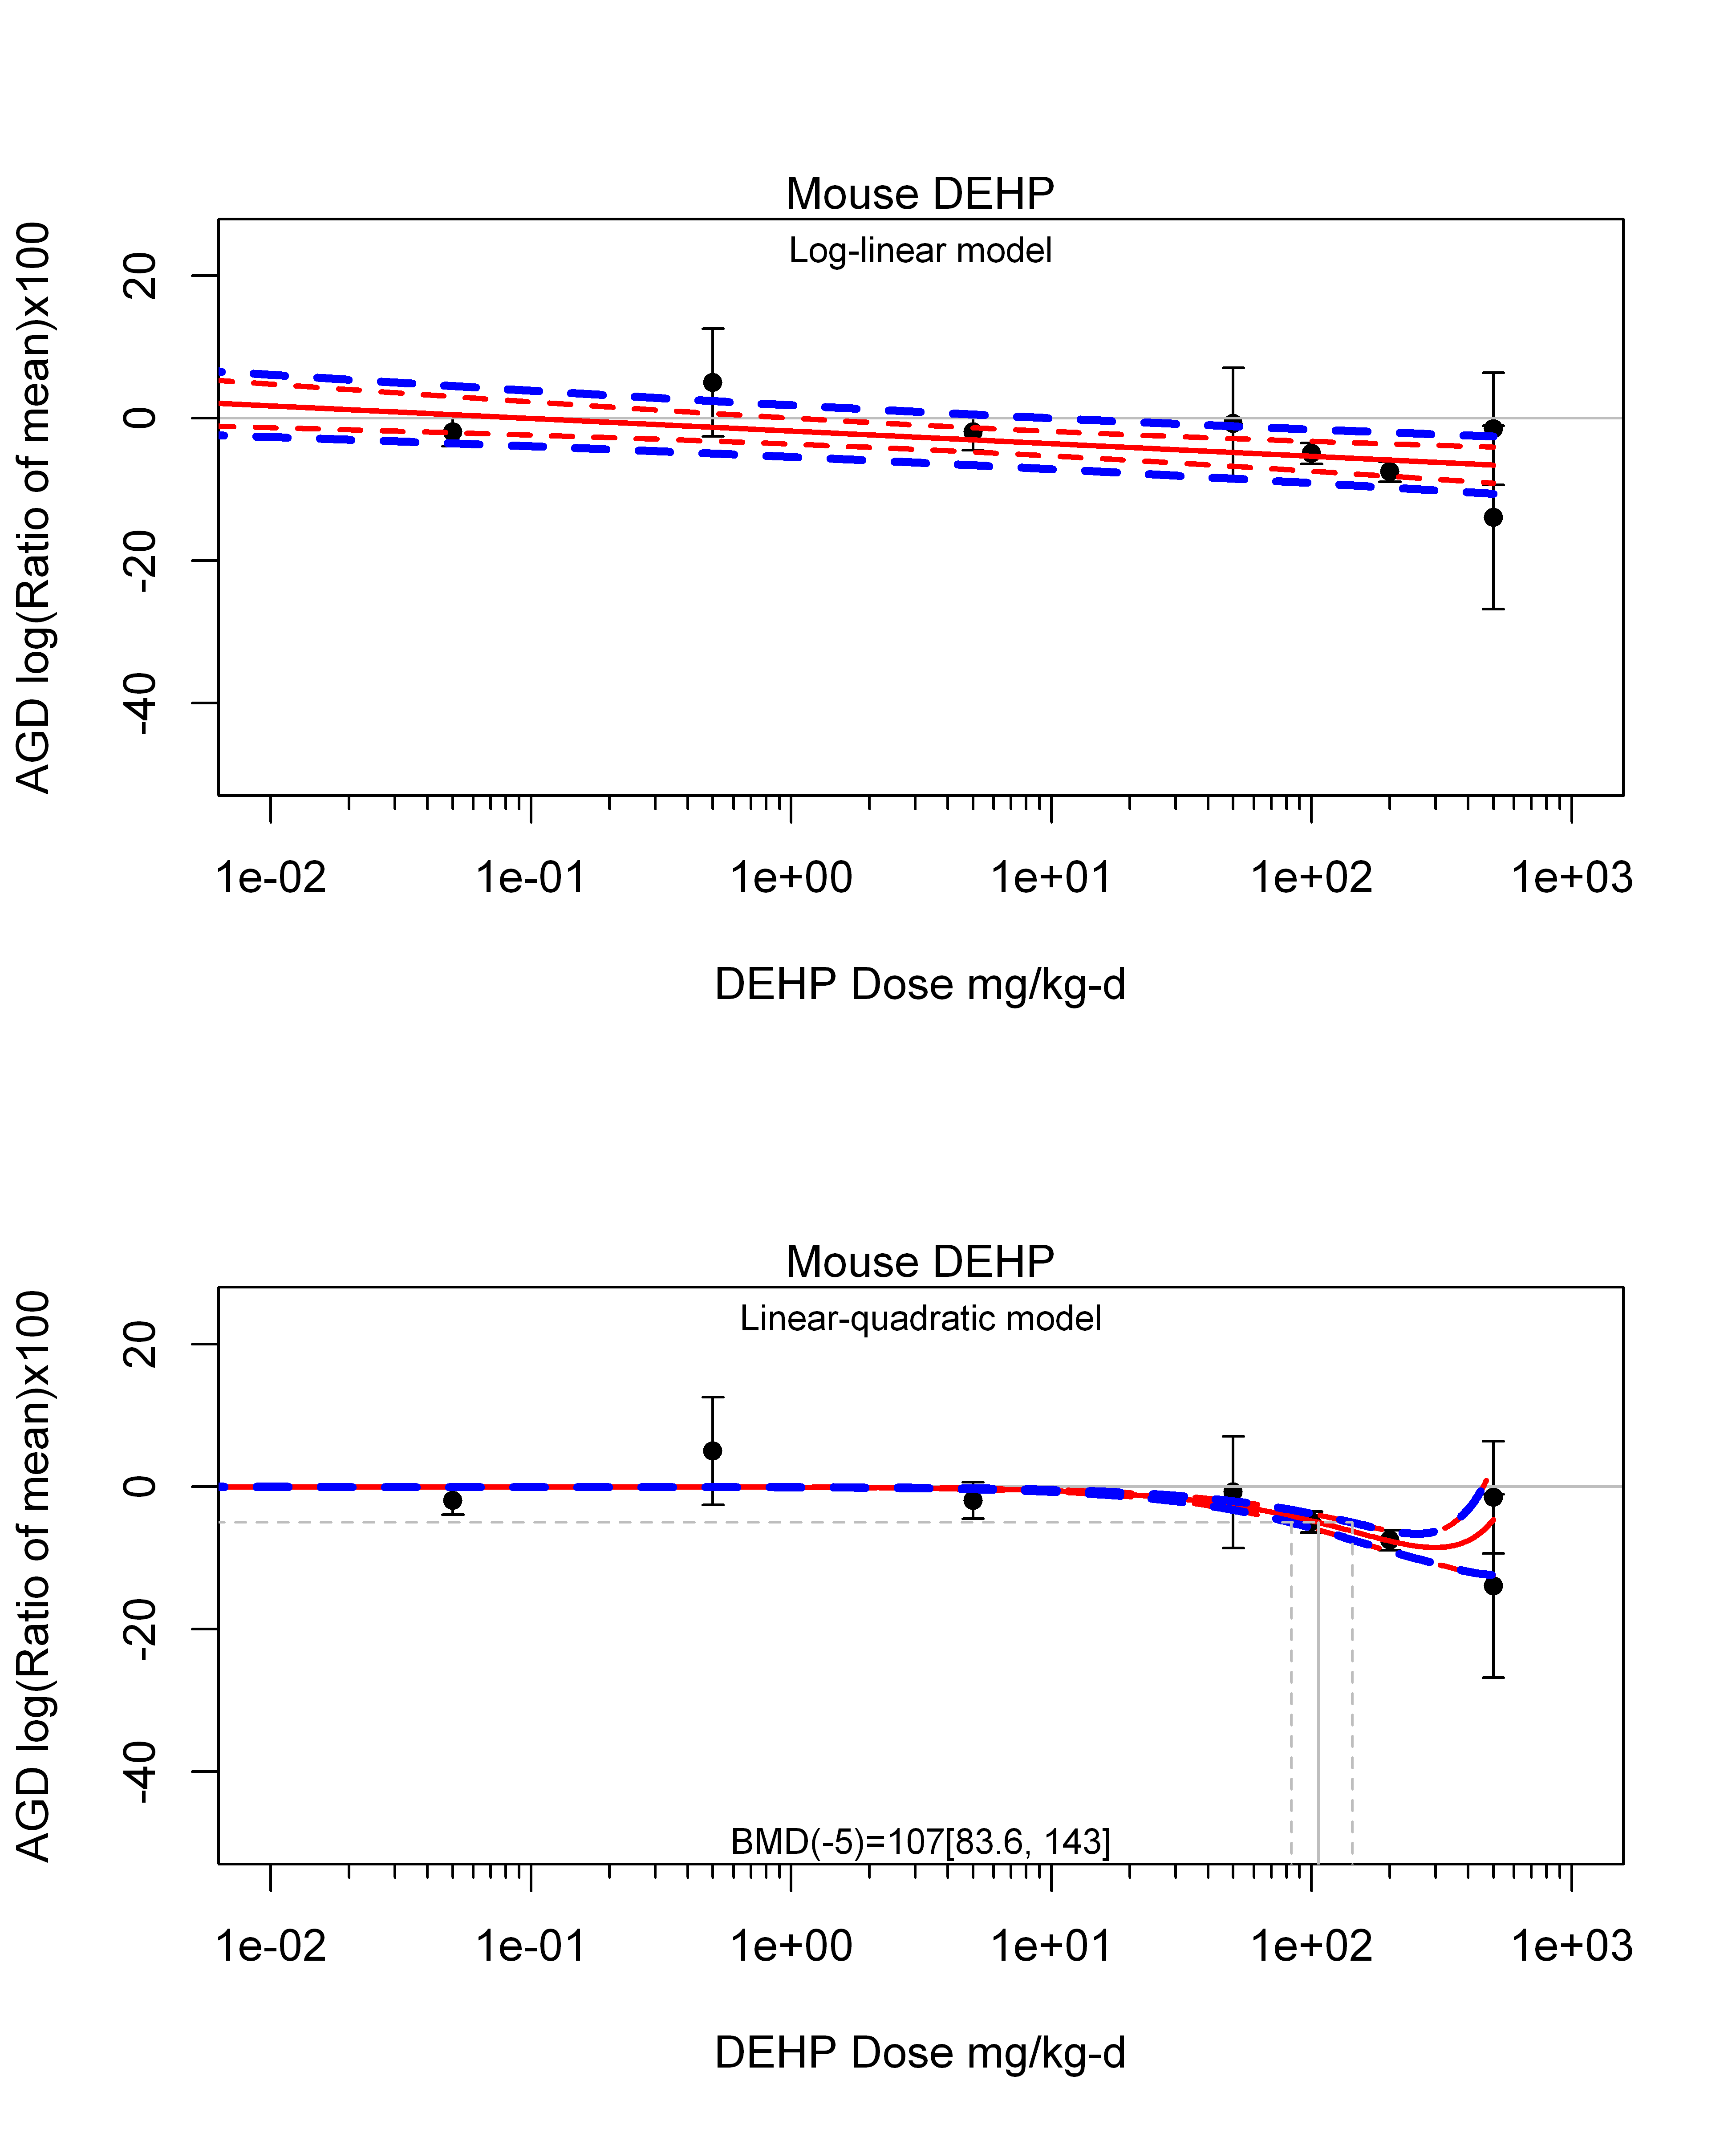 Mouse DEHP
Log-linear model
AGD log(Ratio of mean)x100
20
0
-20
-40
1e-02 1e-01 1e+00 1e+01 1e+02 1e+03
DEHP Dose mg/kg-d
Mouse DEHP
Linear-quadratic model
AGD log(Ratio of mean)x100
20
0
-20
-40
BMD(-5)=107[83.6, 143]
1e-02 1e-01 1e+00 1e+01 1e+02 1e+03
DEHP Dose mg/kg-d